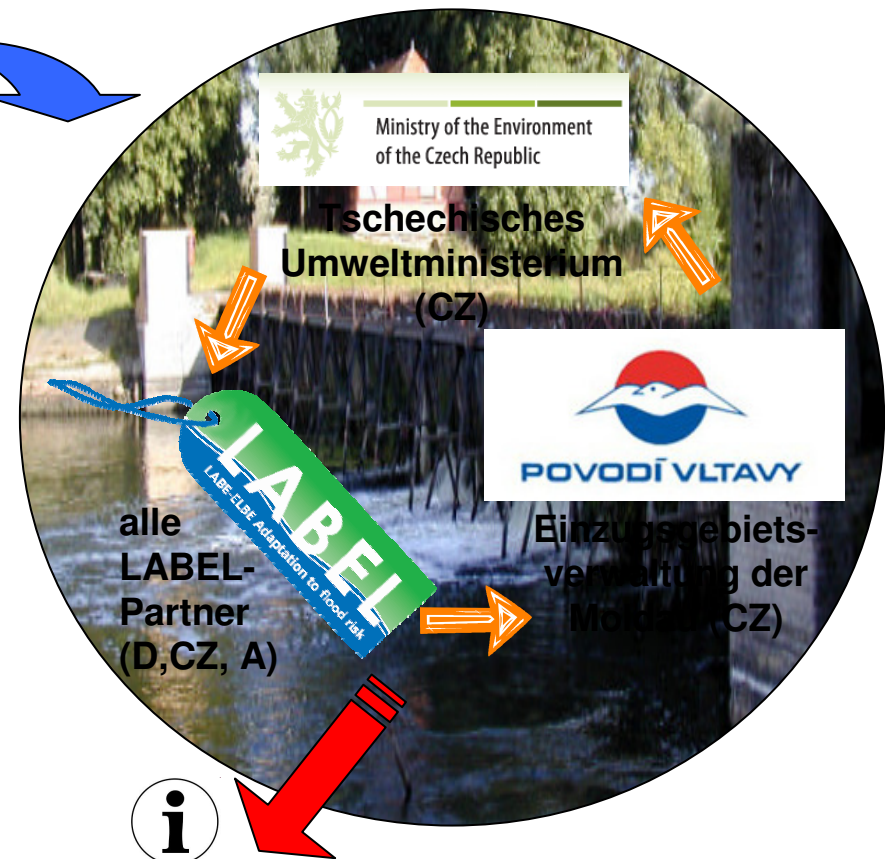 Ministry of the Environment
of the Czech Republic
Tschechisches
Umweltministerium
(CZ)
POVODÍ VLTAVY
Einzugsgebiets-
verwaltung der
Moldau (CZ)
LABEL
LABE-ELBE Adaptation to flood risk
alle
LABEL-
Partner
(D,CZ, A)
i